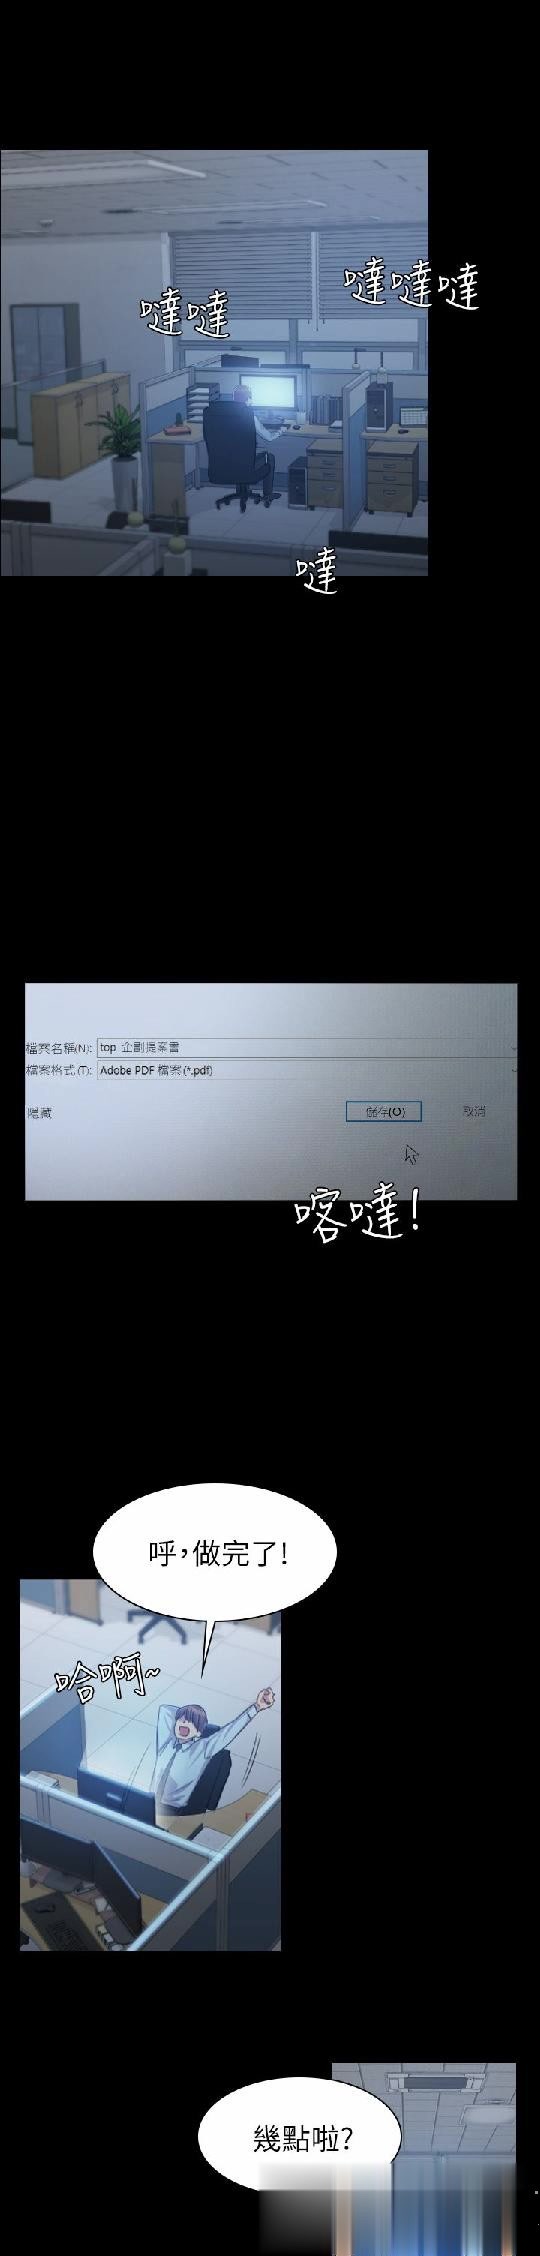 噠噠
噠噠噠
噠
檔案名稱(N): top 企劃提案書
檔案格式(T): Adobe PDF 檔案 (*.pdf)
隱藏 儲存(O) 取消
喀噠!
呼,做完了!
哈啊~
幾點啦?